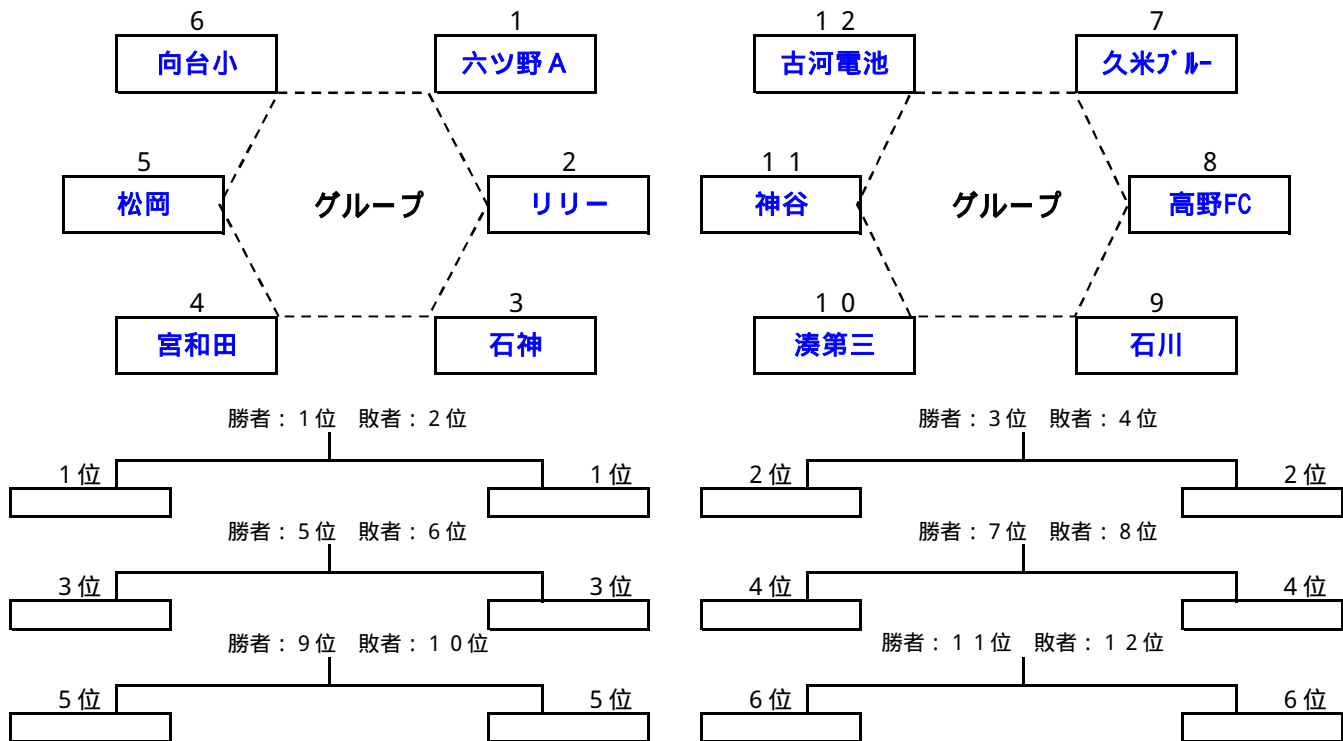 6 1 12 7
向台小 六ツ野A 古河電池 久米ブルー
5 2 11 8
松岡 グループ リリー 神谷 グループ 高野FC
4 3 10 9
宮和田 石神 湊第三 石川
勝者：1位 敗者：2位 勝者：3位 敗者：4位
1位 1位 2位 2位
勝者：5位 敗者：6位 勝者：7位 敗者：8位
3位 3位 4位 4位
勝者：9位 敗者：10位 勝者：11位 敗者：12位
5位 5位 6位 6位